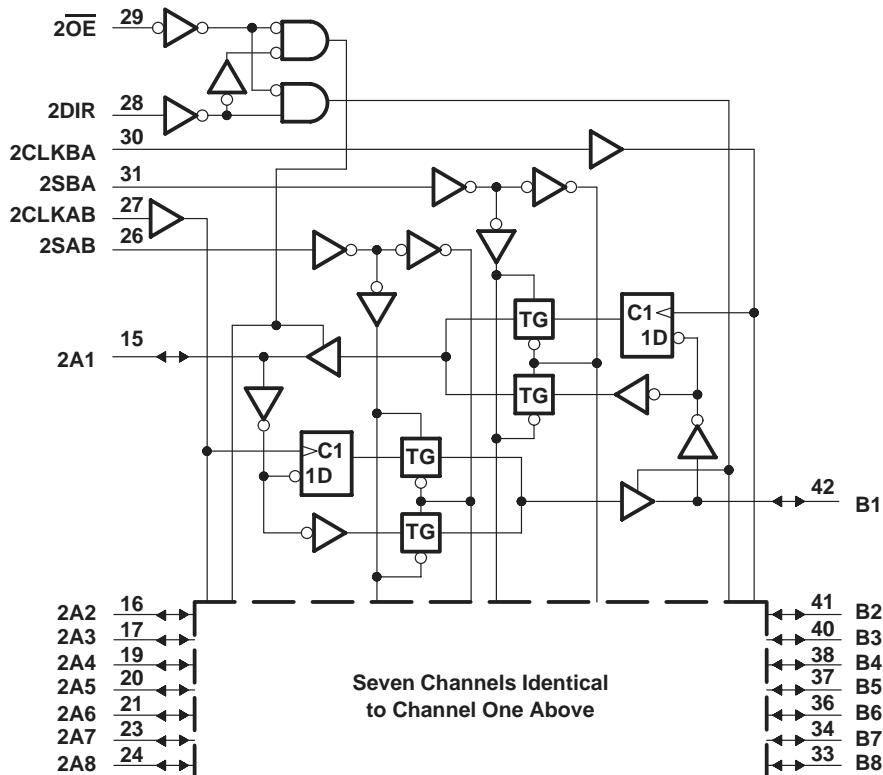 2OE 29
2DIR 28
2CLKBA 30
2SBA 31
2CLKAB 27
2SAB 26
TG
C1
1D
2A1 15
TG
C1
1D
TG
42 B1
TG
2A2 16
41 B2
2A3 17
40 B3
2A4 19
38 B4
2A5 20
37 B5
2A6 21
36 B6
2A7 23
34 B7
2A8 24
33 B8
Seven Channels Identical
to Channel One Above